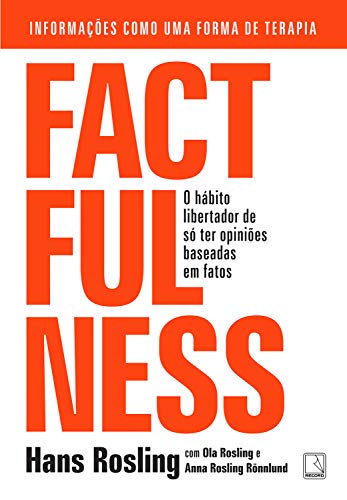 INFORMAÇÕES COMO UMA FORMA DE TERAPIA
FACT
FUL
NESS
O hábito
libertador de
só ter opiniões
baseadas
em fatos
Hans Rosling
com Ola Rosling e
Anna Rosling Rönnlund
RECORD